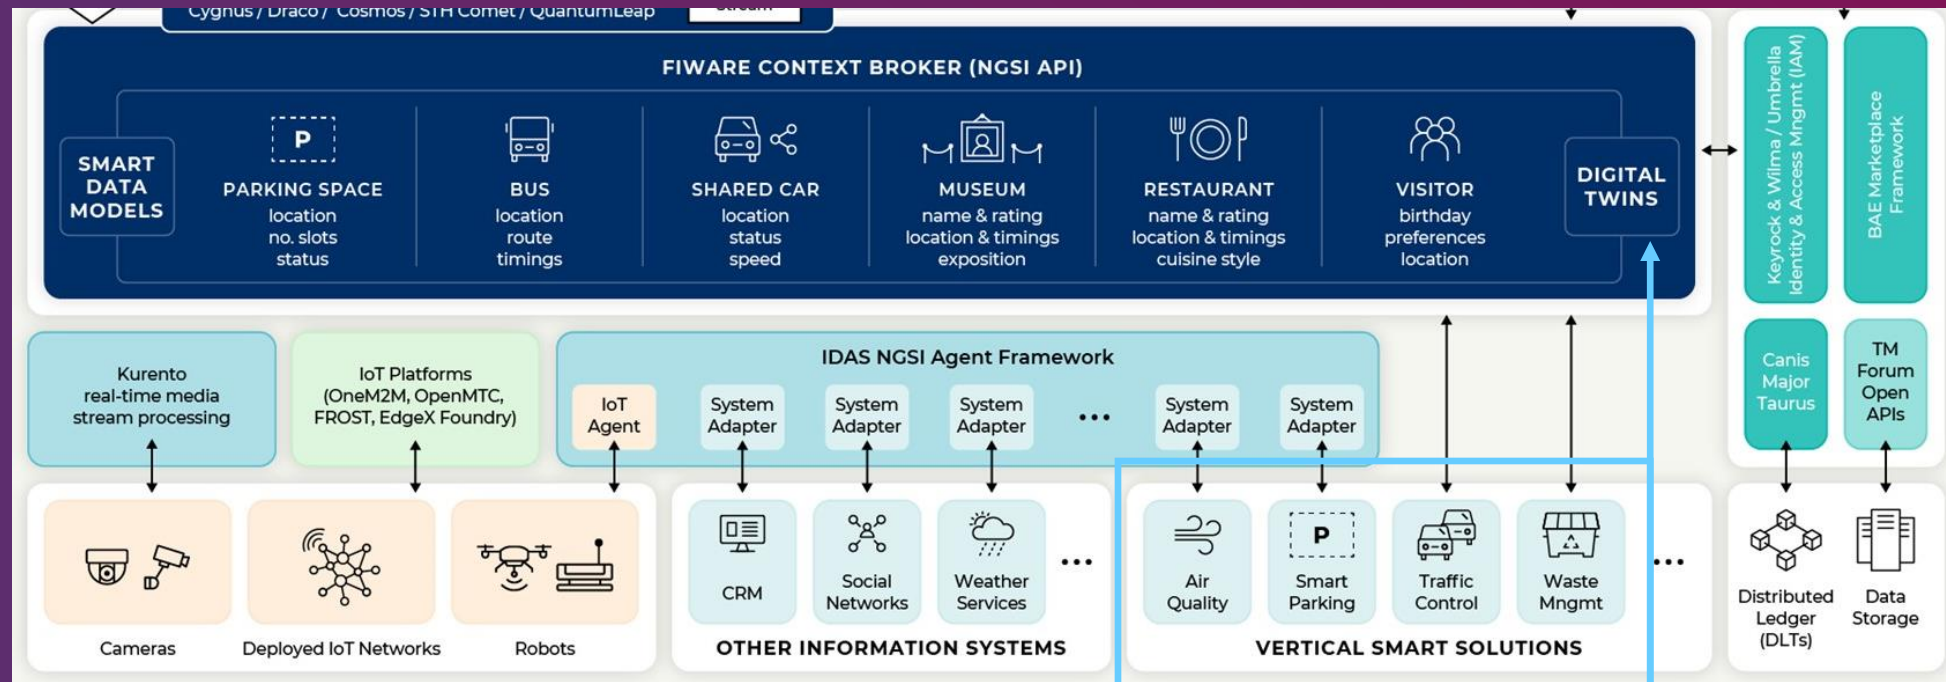 Cygnus / Draco / Cosmos / STH Comet / QuantumLeap
Stream
FIWARE CONTEXT BROKER (NGSI API)
SMART
DATA
MODELS
P
PARKING SPACE
location
no. slots
status
BUS
location
route
timings
SHARED CAR
location
status
speed
MUSEUM
name & rating
location & timings
exposition
RESTAURANT
name & rating
location & timings
cuisine style
VISITOR
birthday
preferences
location
DIGITAL
TWINS
Keyrock & Wilma / Umbrella
Identity & Access Mngmt (IAM)
BAE Marketplace
Framework
Kurento
real-time media
stream processing
IoT Platforms
(OneM2M, OpenMTC,
FROST, EdgeX Foundry)
IDAS NGSI Agent Framework
IoT
Agent
System
Adapter
System
Adapter
System
Adapter
...
System
Adapter
System
Adapter
Canis
Major
Taurus
TM
Forum
Open
APIs
Cameras
Deployed IoT Networks
Robots
CRM
Social
Networks
Weather
Services
...
OTHER INFORMATION SYSTEMS
Air
Quality
P
Smart
Parking
Traffic
Control
Waste
Mngmt
...
VERTICAL SMART SOLUTIONS
Distributed
Ledger
(DLTs)
Data
Storage